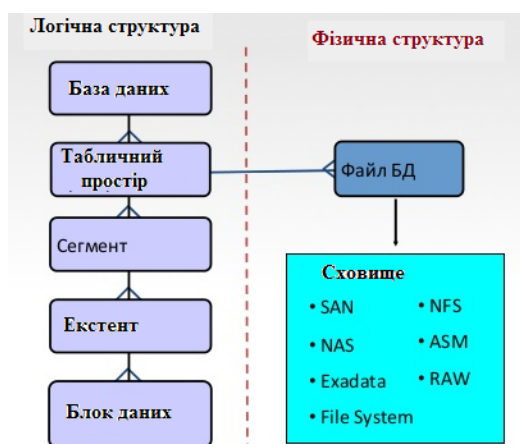 Логічна структура
Фізична структура
База даних
Табличний
простір
Сегмент
Екстент
Блок даних
Файл БД
Сховище
• SAN
• NAS
• Exadata
• File System
• NFS
• ASM
• RAW